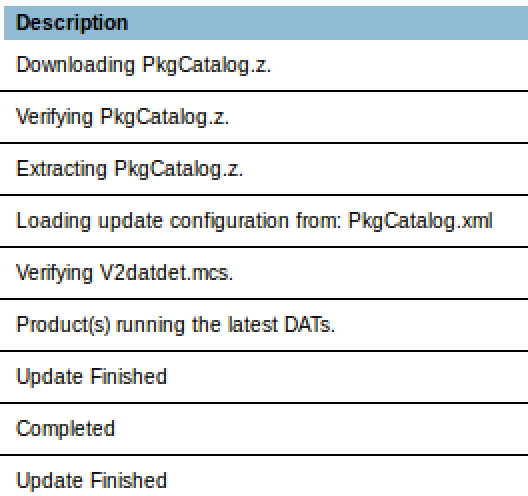 Description
Downloading PkgCatalog.z.
Verifying PkgCatalog.z.
Extracting PkgCatalog.z.
Loading update configuration from: PkgCatalog.xml
Verifying V2datdet.mcs.
Product(s) running the latest DATs.
Update Finished
Completed
Update Finished